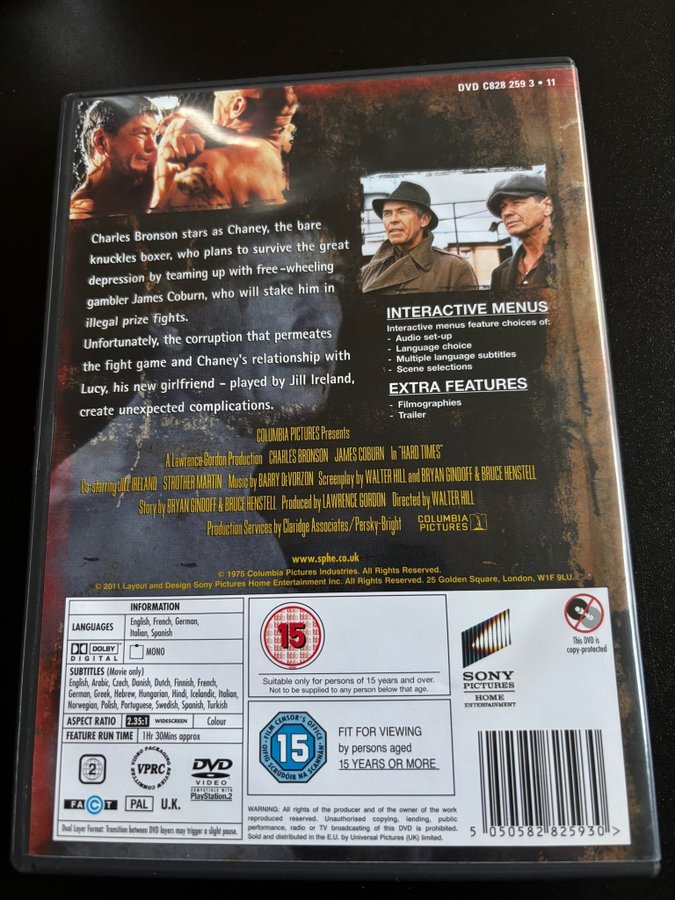 DVD C828 259 3 • 11
Charles Bronson stars as Chaney, the bare
knuckles boxer, who plans to survive the great
depression by teaming up with free-wheeling
gambler James Coburn, who will stake him in
illegal prize fights.
Unfortunately, the corruption that permeates
the fight game and Chaney's relationship with
Lucy, his new girlfriend - played by Jill Ireland,
create unexpected complications.
INTERACTIVE MENUS
Interactive menus feature choices of:
- Audio set-up
- Language choice
- Multiple language subtitles
- Scene selections
EXTRA FEATURES
- Filmographies
- Trailer
COLUMBIA PICTURES Presents
A Lawrence Gordon Production CHARLES BRONSON JAMES COBURN In "HARD TIMES"
Co-starring JILL IRELAND STROTHER MARTIN Music by BARRY DeVORZON Screenplay by WALTER HILL and BRYAN GINDOFF & BRUCE HENSTELL
Story by BRYAN GINDOFF & BRUCE HENSTELL Produced by LAWRENCE GORDON Directed by WALTER HILL
Production Services by Claridge Associates/Persky-Bright COLUMBIA PICTURES
www.sphe.co.uk
© 1975 Columbia Pictures Industries. All Rights Reserved.
© 2011 Layout and Design Sony Pictures Home Entertainment Inc. All Rights Reserved. 25 Golden Square, London, W1F 9LU.
INFORMATION
LANGUAGES English, French, German,
Italian, Spanish
DOLBY DIGITAL MONO
SUBTITLES (Movie only)
English, Arabic, Czech, Danish, Dutch, Finnish, French,
German, Greek, Hebrew, Hungarian, Hindi, Icelandic, Italian,
Norwegian, Polish, Portuguese, Swedish, Spanish, Turkish
ASPECT RATIO 2.35:1 WIDESCREEN Colour
FEATURE RUN TIME 1Hr 30Mins approx
2
VIDEO PACKAGING REVIEW COMMITTEE
VPRC
DVD
VIDEO
COMPATIBLE WITH
PlayStation.2
FACT PAL U.K.
Dual Layer Format: Transition between DVD layers may trigger a slight pause.
15
Suitable only for persons of 15 years and over.
Not to be supplied to any person below that age.
FILM CENSOR'S OFFICE
15
OIFIG SCRÚDÓIR NA SCANNÁN
FIT FOR VIEWING
by persons aged
15 YEARS OR MORE
WARNING: All rights of the producer and of the owner of the work
reproduced reserved. Unauthorised copying, lending, public
performance, radio or TV broadcasting of this DVD is prohibited.
Sold and distributed in the E.U. by Universal Pictures (UK) limited.
SONY
PICTURES
HOME
ENTERTAINMENT
This DVD is
copy-protected
5 050582 825930 >